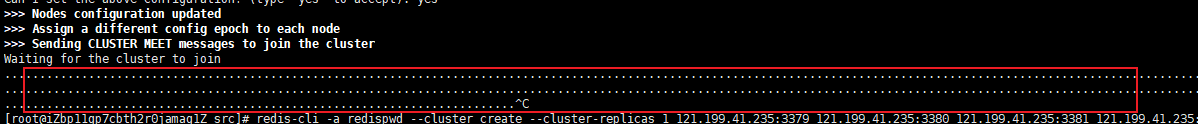 Can I set the above configuration? (type 'yes' to accept): yes
>>> Nodes configuration updated
>>> Assign a different config epoch to each node
>>> Sending CLUSTER MEET messages to join the cluster
Waiting for the cluster to join
............................................................................................................................................................................
............................................................................................................................................................................
.........................................................................^C
[root@iZbp11gp7cbth2r0jamaq1Z src]# redis-cli -a redispwd --cluster create --cluster-replicas 1 121.199.41.235:3379 121.199.41.235:3380 121.199.41.235:3381 121.199.41.235: